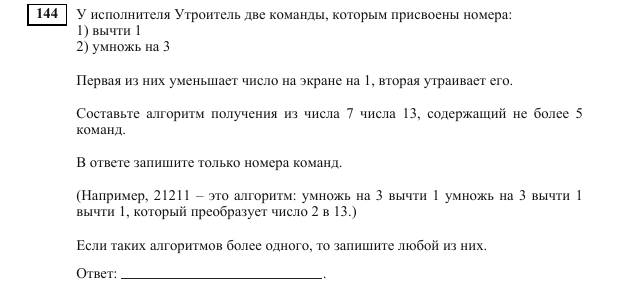 144 У исполнителя Утроитель две команды, которым присвоены номера:
1) вычти 1
2) умножь на 3
Первая из них уменьшает число на экране на 1, вторая утраивает его.
Составьте алгоритм получения из числа 7 числа 13, содержащий не более 5
команд.
В ответе запишите только номера команд.
(Например, 21211 – это алгоритм: умножь на 3 вычти 1 умножь на 3 вычти 1
вычти 1, который преобразует число 2 в 13.)
Если таких алгоритмов более одного, то запишите любой из них.
Ответ: ______________________________.